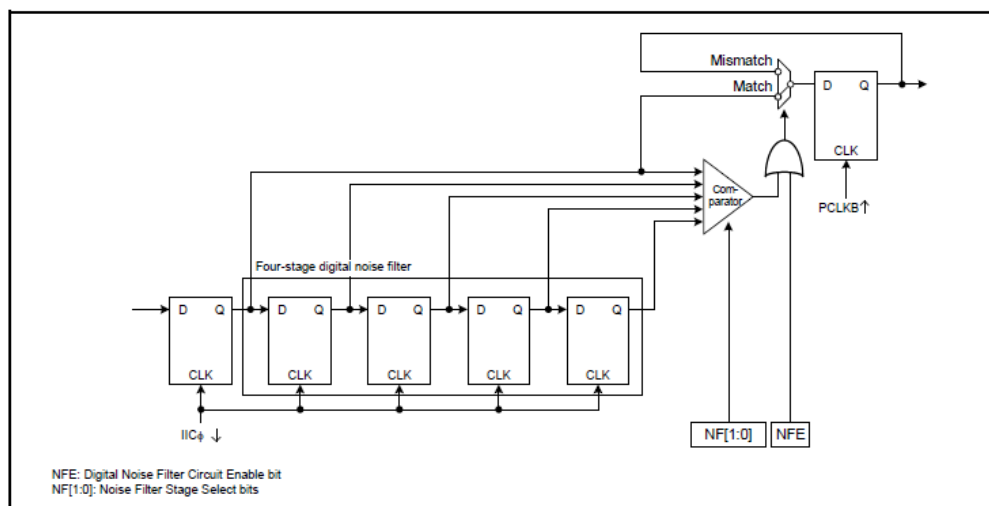 Mismatch
Match
D Q
CLK
PCLKB↑
Com-
parator
Four-stage digital noise filter
D Q D Q D Q D Q D Q
CLK CLK CLK CLK CLK
IICφ ↓
NF[1:0] NFE
NFE: Digital Noise Filter Circuit Enable bit
NF[1:0]: Noise Filter Stage Select bits